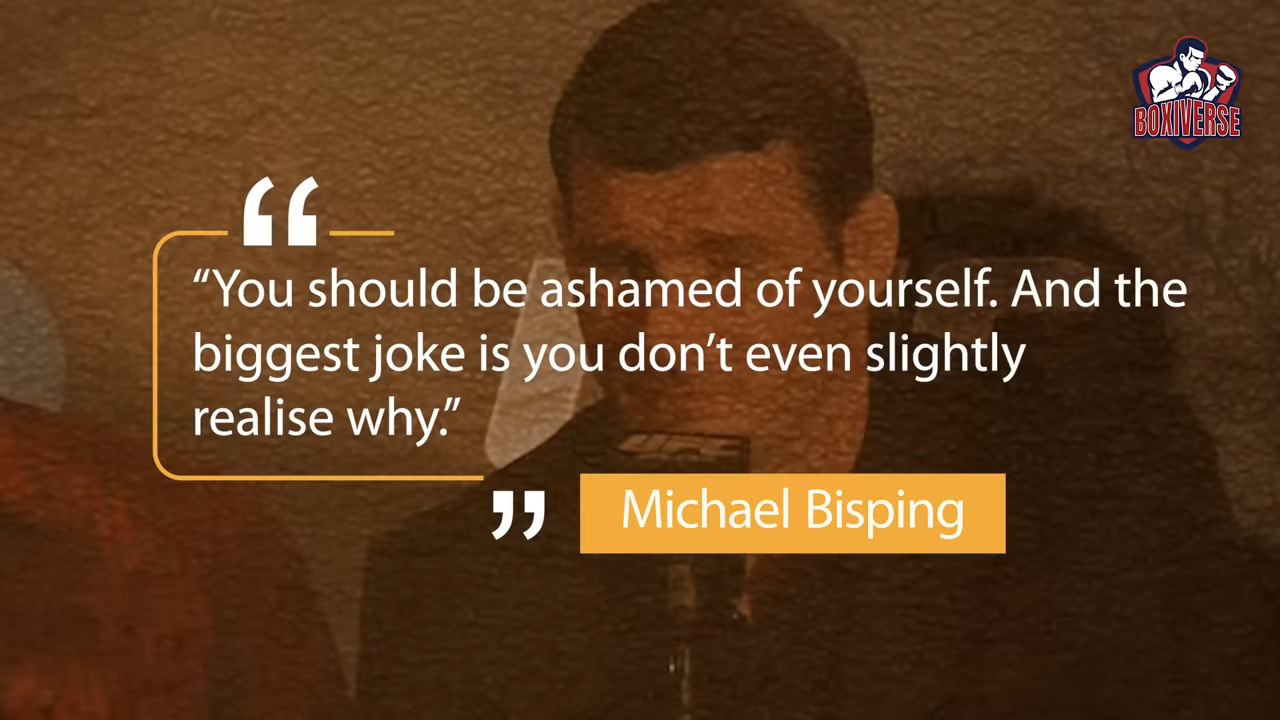 BOXIVERSE
“
“You should be ashamed of yourself. And the
biggest joke is you don’t even slightly
realise why.”
”
Michael Bisping